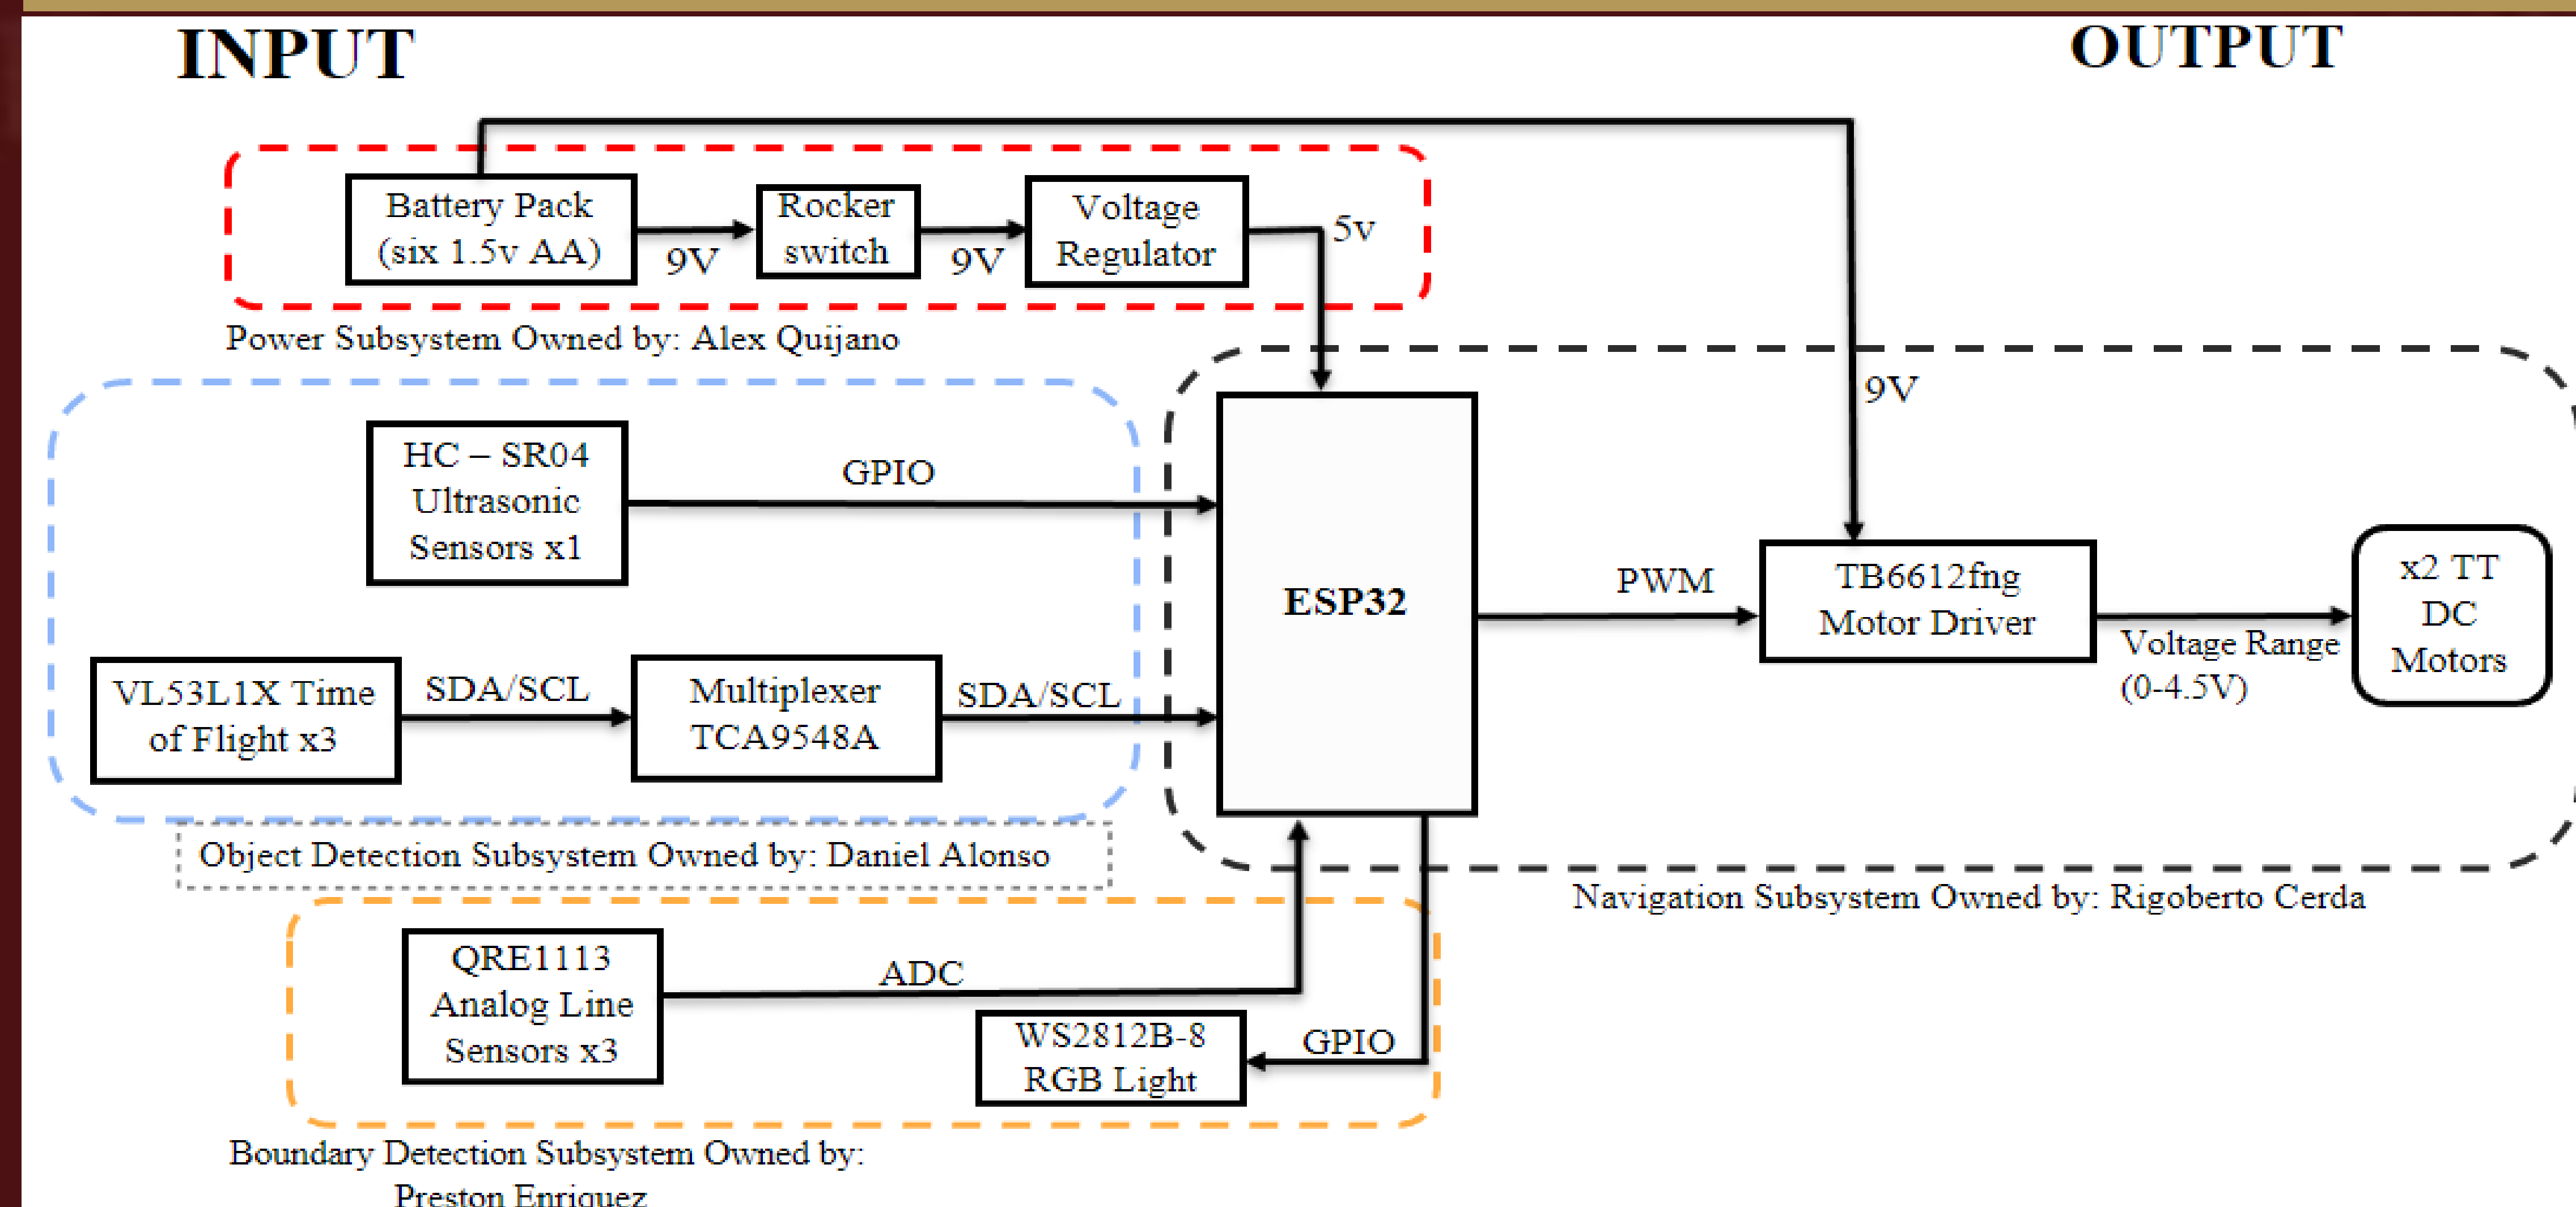 INPUT
OUTPUT
Battery Pack
(six 1.5v AA)
9V
Rocker
switch
9V
Voltage
Regulator
5v
Power Subsystem Owned by: Alex Quijano
9V
HC – SR04
Ultrasonic
Sensors x1
GPIO
VL53L1X Time
of Flight x3
SDA/SCL
Multiplexer
TCA9548A
SDA/SCL
ESP32
PWM
TB6612fng
Motor Driver
Voltage Range
(0-4.5V)
x2 TT
DC
Motors
Object Detection Subsystem Owned by: Daniel Alonso
Navigation Subsystem Owned by: Rigoberto Cerda
QRE1113
Analog Line
Sensors x3
ADC
WS2812B-8
RGB Light
GPIO
Boundary Detection Subsystem Owned by:
Preston Enriquez